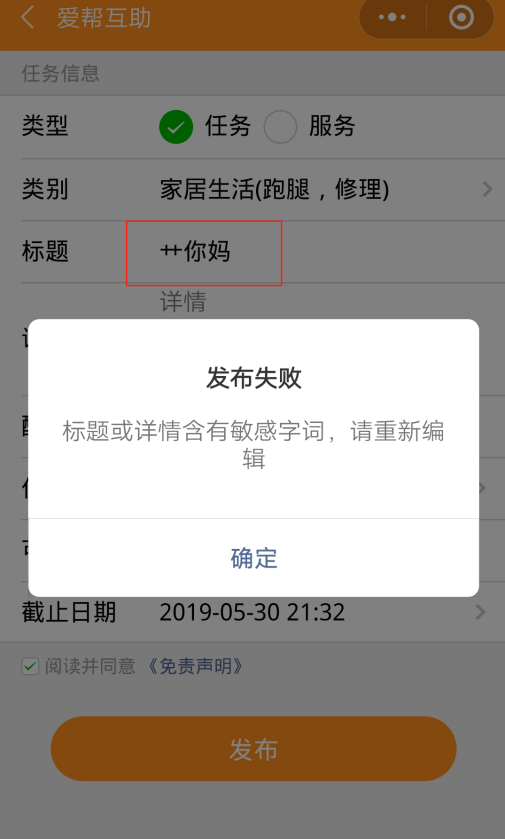 爱帮互助
任务信息
类型 任务 服务
类别 家居生活(跑腿，修理)
标题 艹你妈
详情
发布失败
标题或详情含有敏感字词，请重新编
辑
确定
截止日期 2019-05-30 21:32
阅读并同意《免责声明》
发布